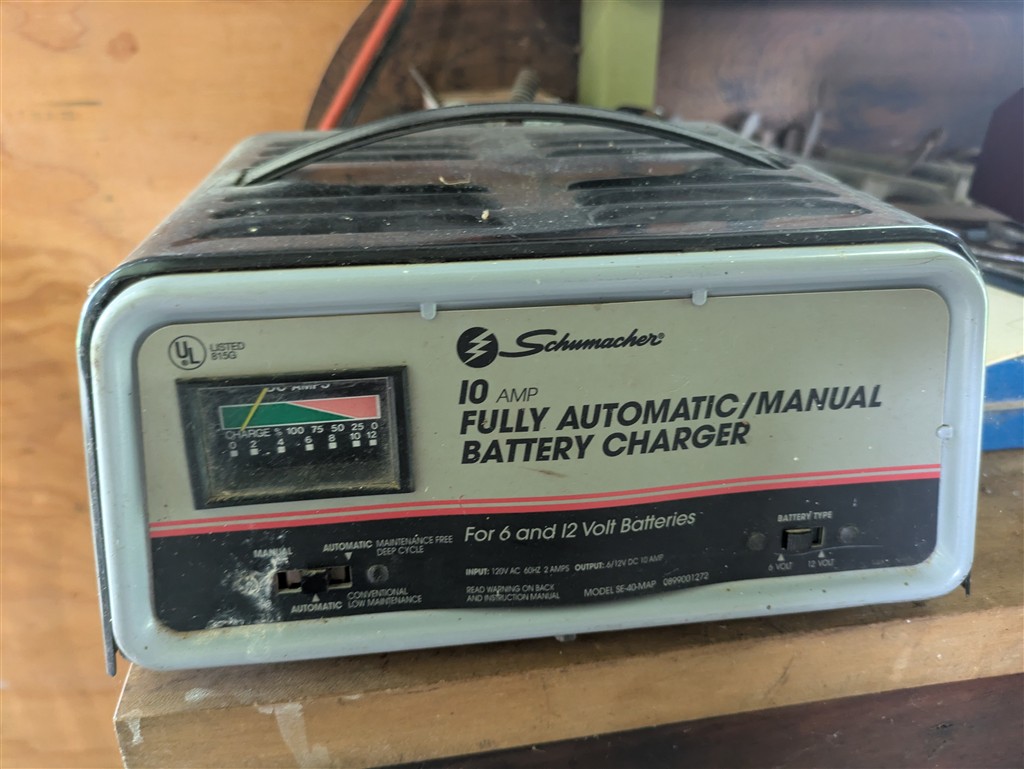 UL
LISTED
815G
Schumacher®
10 AMP
FULLY AUTOMATIC/MANUAL
BATTERY CHARGER
DC AMPS
CHARGE % 100 75 50 25 0
0 2 4 6 8 10 12
For 6 and 12 Volt Batteries
MANUAL
AUTOMATIC
MAINTENANCE FREE
DEEP CYCLE
AUTOMATIC
CONVENTIONAL
LOW MAINTENANCE
INPUT: 120V AC 60HZ 2 AMPS OUTPUT: 6/12V DC 10 AMP
READ WARNING ON BACK
AND INSTRUCTION MANUAL
MODEL SE-40-MAP 0899001272
BATTERY TYPE
6 VOLT 12 VOLT